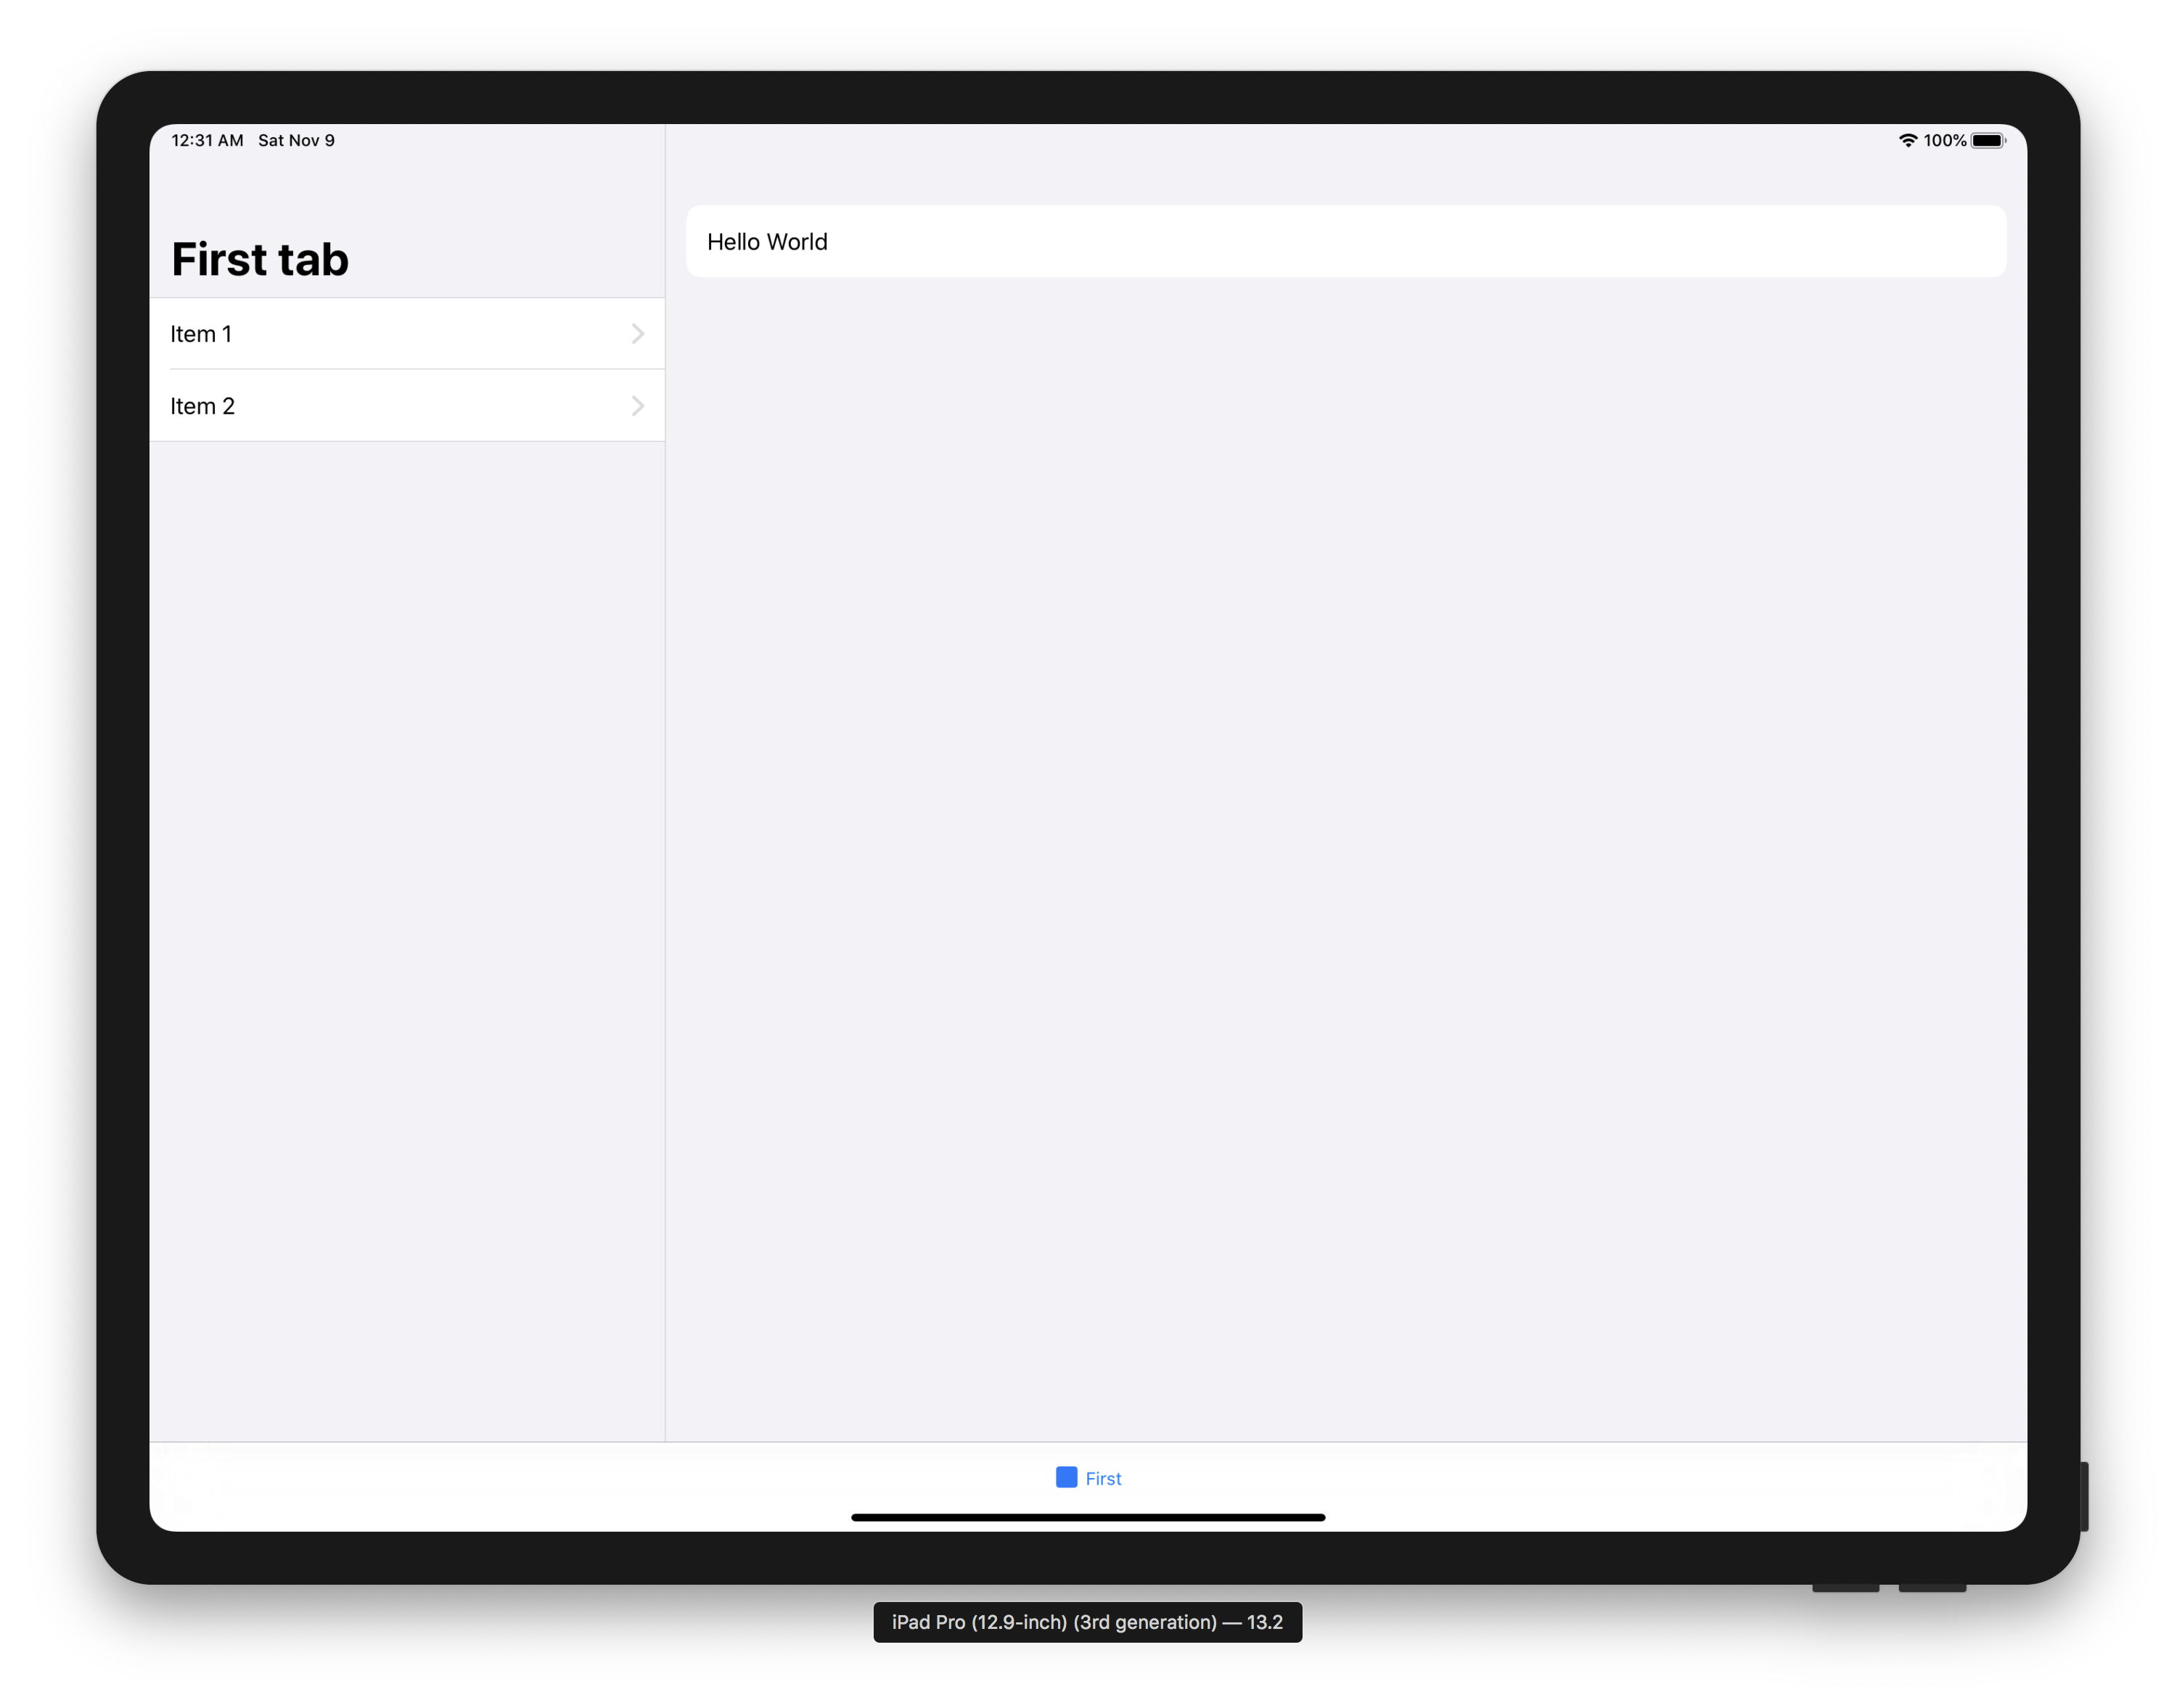 12:31 AM Sat Nov 9
100%
First tab
Item 1
Item 2
Hello World
First
iPad Pro (12.9-inch) (3rd generation) — 13.2